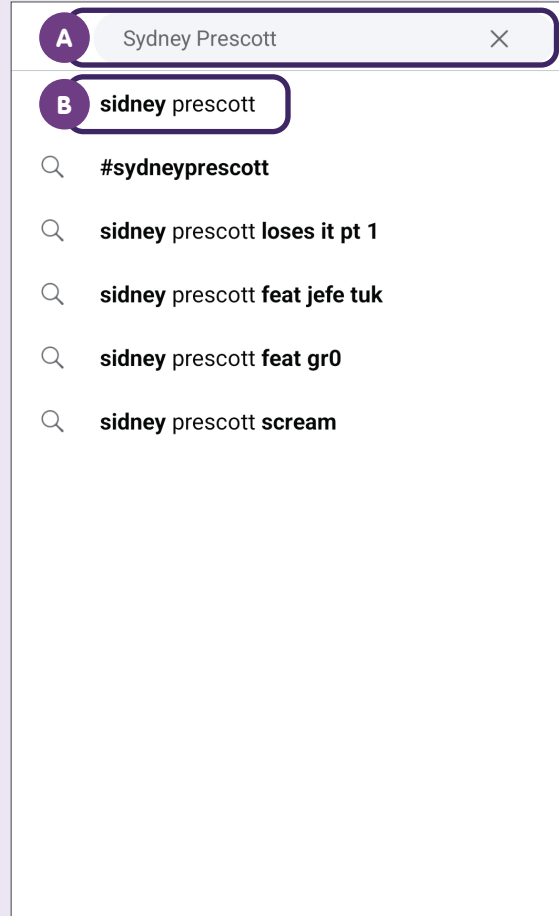 A Sydney Prescott
B sidney prescott
#sydneyprescott
sidney prescott loses it pt 1
sidney prescott feat jefe tuk
sidney prescott feat gr0
sidney prescott scream